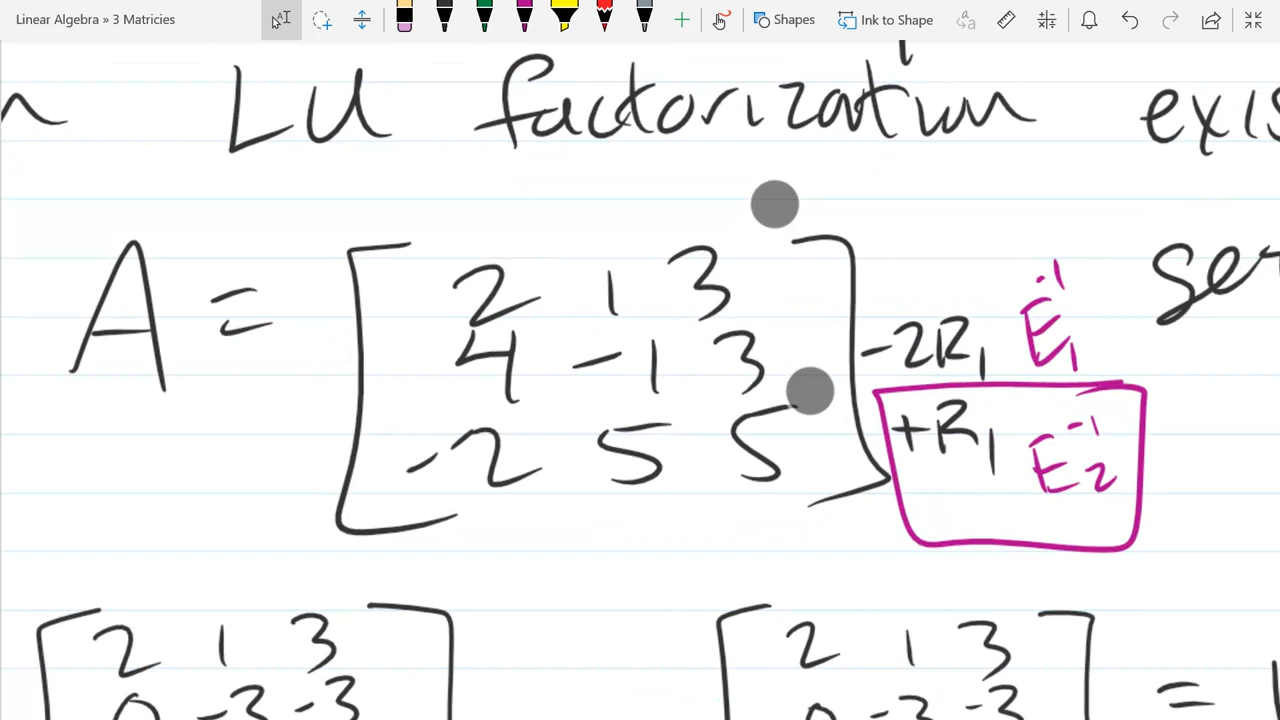 Linear Algebra » 3 Matricies
Shapes
Ink to Shape
LU factorization
A = [ 2 1 3
4 -1 3 -2R₁ E₁⁻¹
-2 5 5 ] +R₁ E₂⁻¹
[ 2 1 3 ] [ 2 1 3 ]
0 -3 -3 0 -3 -3 =